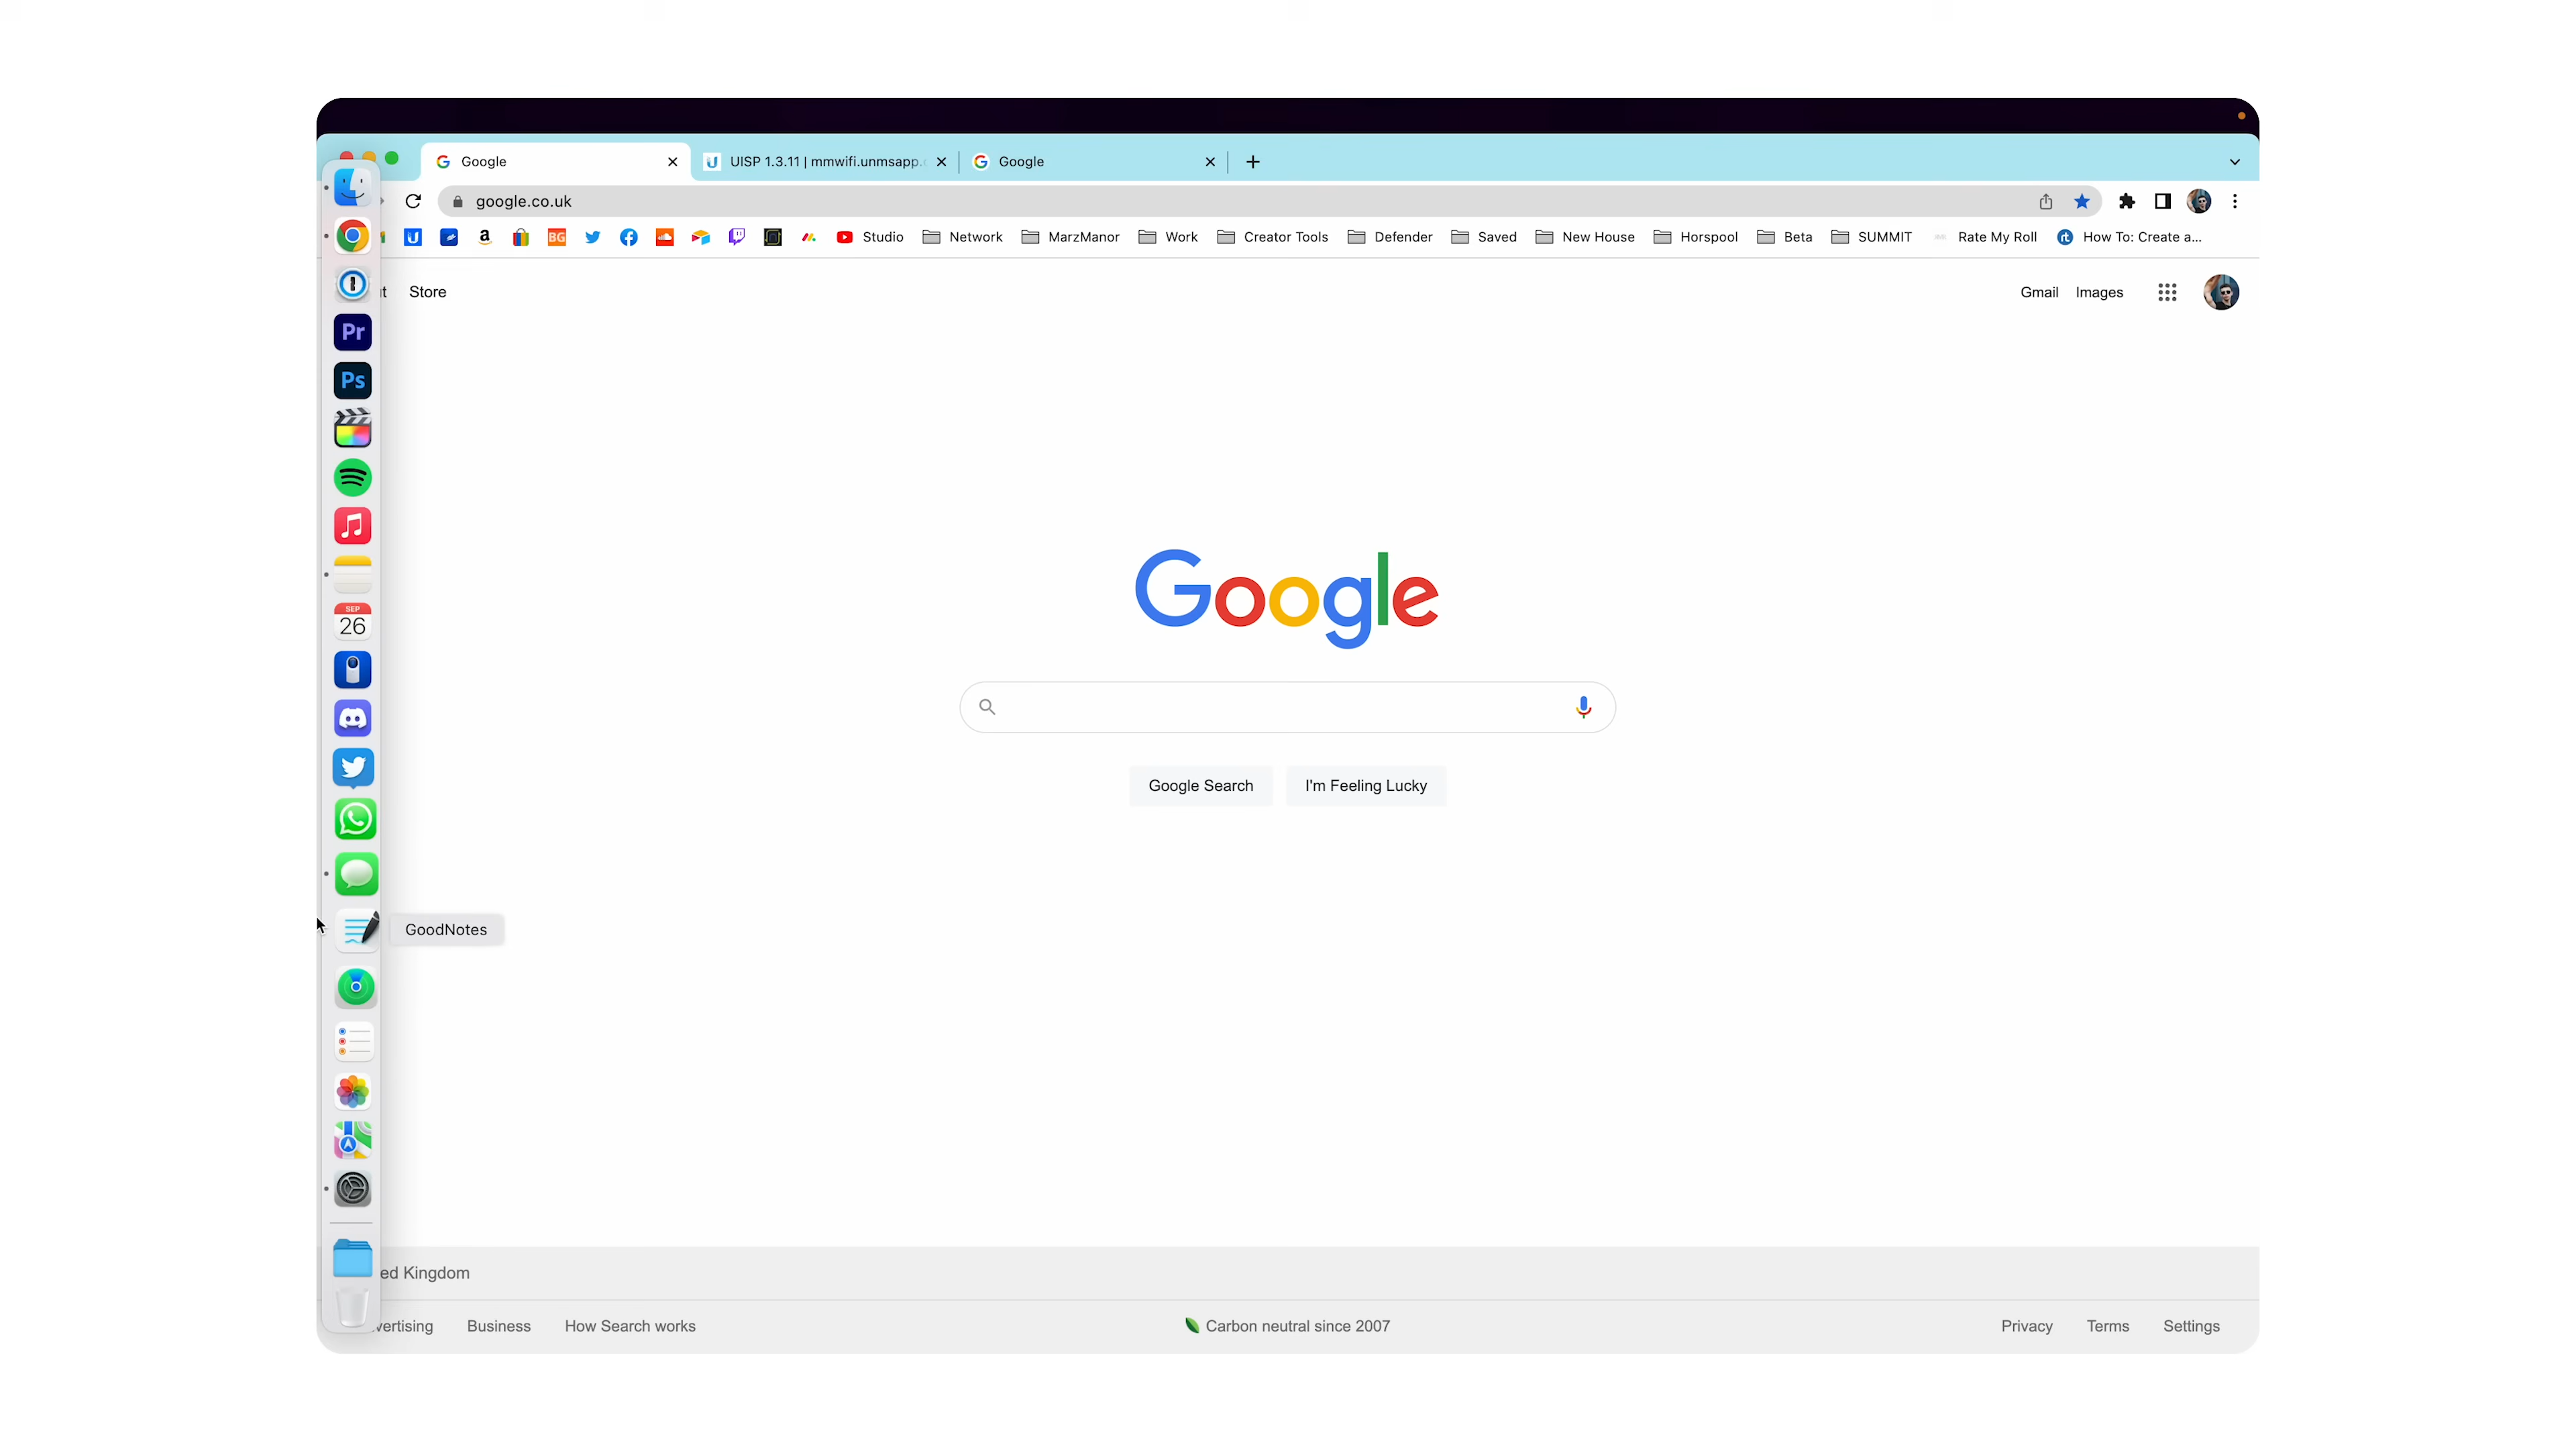 Google
UISP 1.3.11 | mmwifi.unmsapp.
Google
google.co.uk
BG
Studio
Network
MarzManor
Work
Creator Tools
Defender
Saved
New House
Horspool
Beta
SUMMIT
Rate My Roll
How To: Create a...
t Store
Gmail Images
Pr
Ps
SEP
26
Google
Google Search
I'm Feeling Lucky
GoodNotes
ed Kingdom
vertising Business How Search works
Carbon neutral since 2007
Privacy Terms Settings